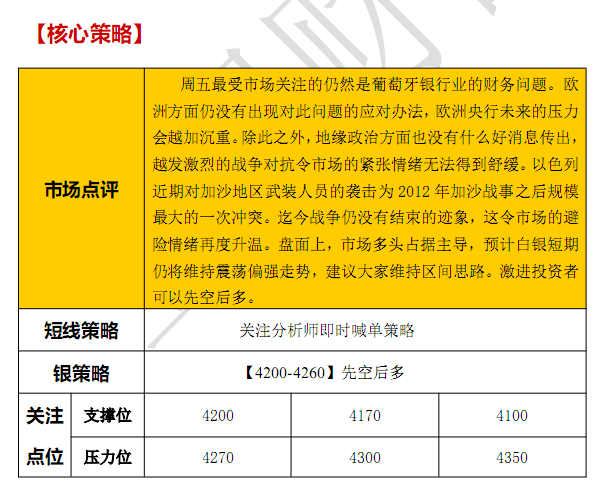 【核心策略】
周五最受市场关注的仍然是葡萄牙银行业的财务问题。欧
洲方面仍没有出现对此问题的应对办法，欧洲央行未来的压力
会越加沉重。除此之外，地缘政治方面也没有什么好消息传出，
越发激烈的战争对抗令市场的紧张情绪无法得到舒缓。以色列
市场点评
近期对加沙地区武装人员的袭击为 2012 年加沙战事之后规模
最大的一次冲突。迄今战争仍没有结束的迹象，这令市场的避
险情绪再度升温。盘面上，市场多头占据主导，预计白银短期
仍将维持震荡偏强走势，建议大家维持区间思路。激进投资者
可以先空后多。
短线策略 关注分析师即时喊单策略
银策略 【4200-4260】先空后多
关注 支撑位 4200 4170 4100
点位 压力位 4270 4300 4350